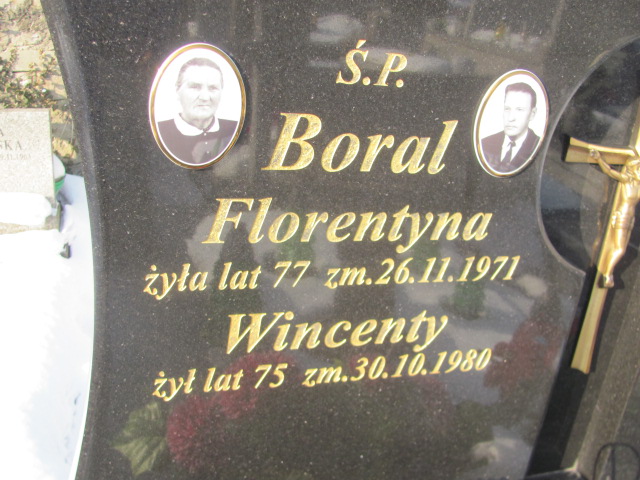 Ś.P.
Boral
Florentyna
żyła lat 77 zm.26.11.1971
Wincenty
żył lat 75 zm.30.10.1980